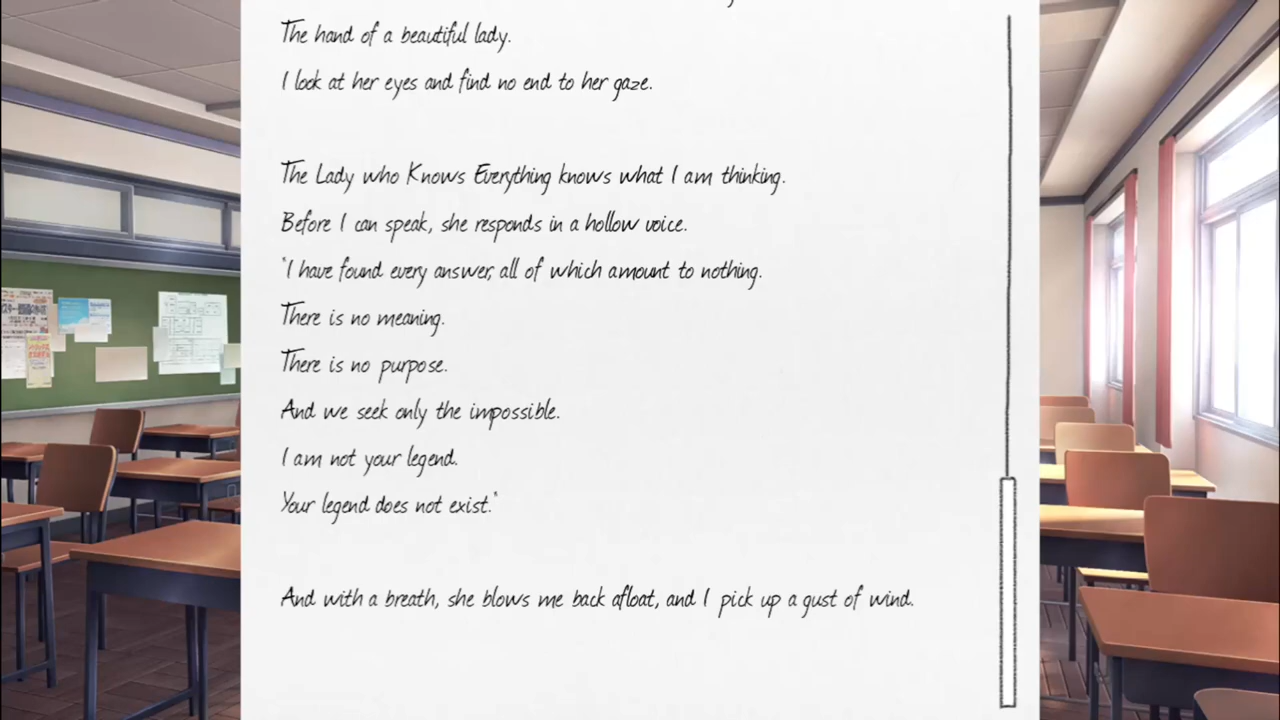 The hand of a beautiful lady.
I look at her eyes and find no end to her gaze.
The Lady who Knows Everything knows what I am thinking.
Before I can speak, she responds in a hollow voice.
"I have found every answer, all of which amount to nothing.
There is no meaning.
There is no purpose.
And we seek only the impossible.
I am not your legend.
Your legend does not exist."
And with a breath, she blows me back afloat, and I pick up a gust of wind.